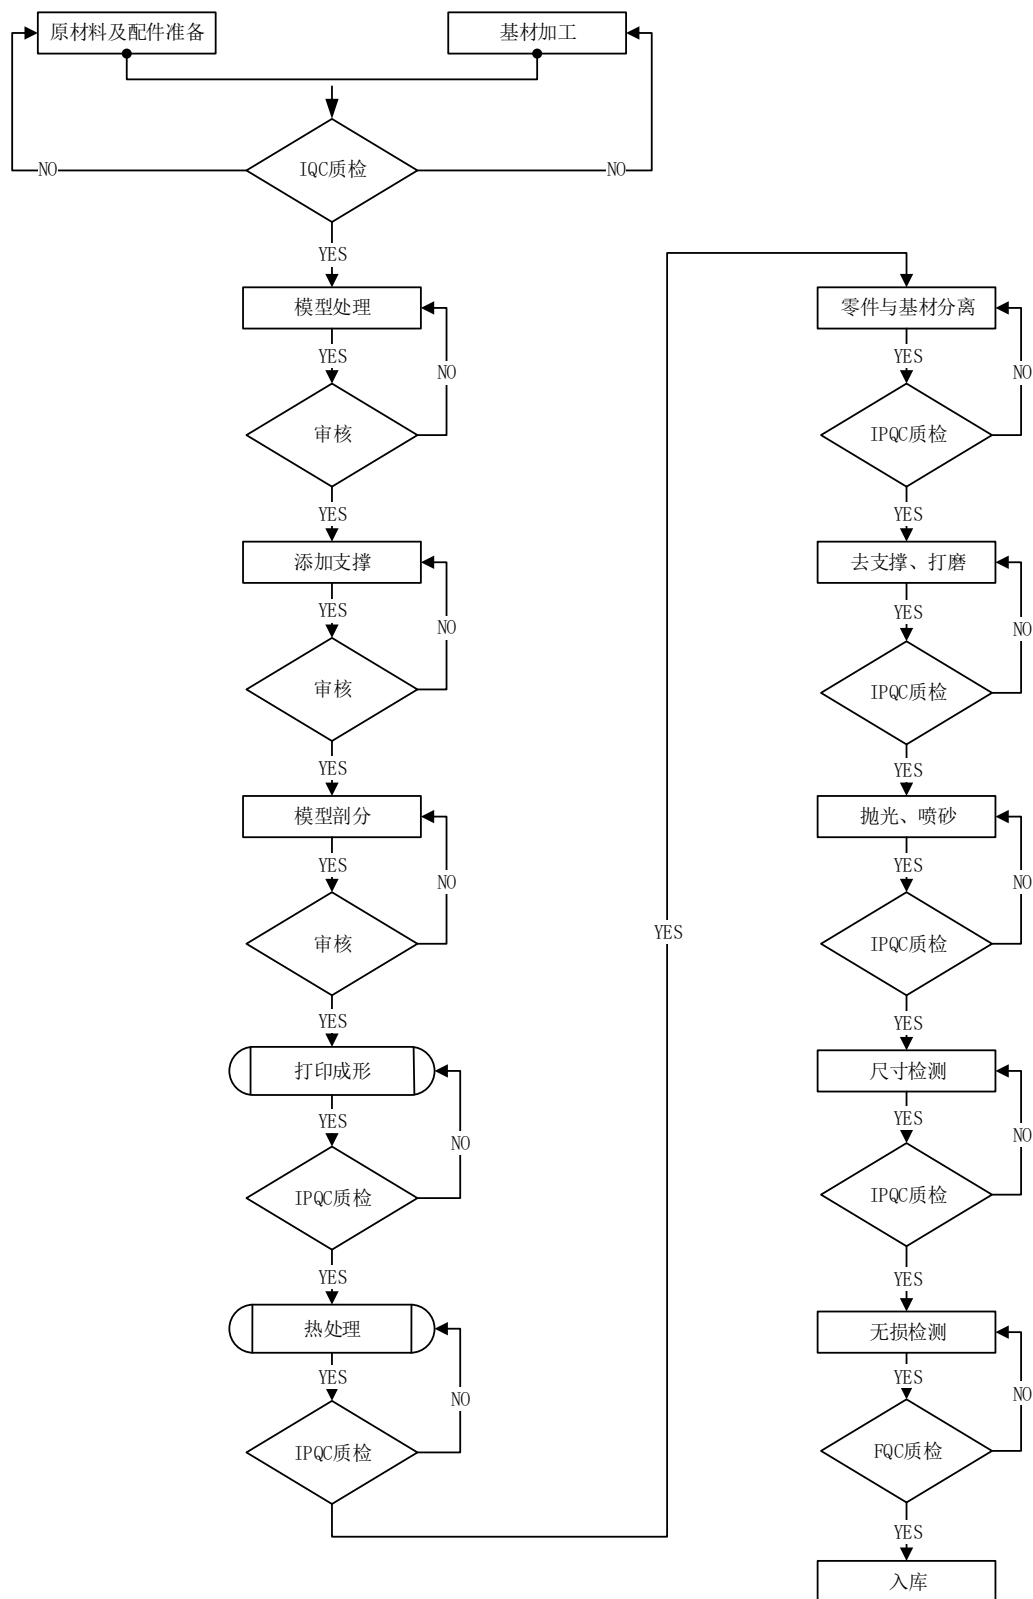 原材料及配件准备
基材加工
IQC质检
NO
NO
YES
模型处理
YES
NO
审核
YES
添加支撑
YES
NO
审核
YES
模型剖分
YES
NO
审核
YES
打印成形
YES
NO
IPQC质检
YES
热处理
YES
NO
IPQC质检
YES
零件与基材分离
YES
NO
IPQC质检
YES
去支撑、打磨
YES
NO
IPQC质检
YES
抛光、喷砂
YES
NO
IPQC质检
YES
尺寸检测
YES
NO
IPQC质检
YES
无损检测
YES
NO
FQC质检
YES
入库